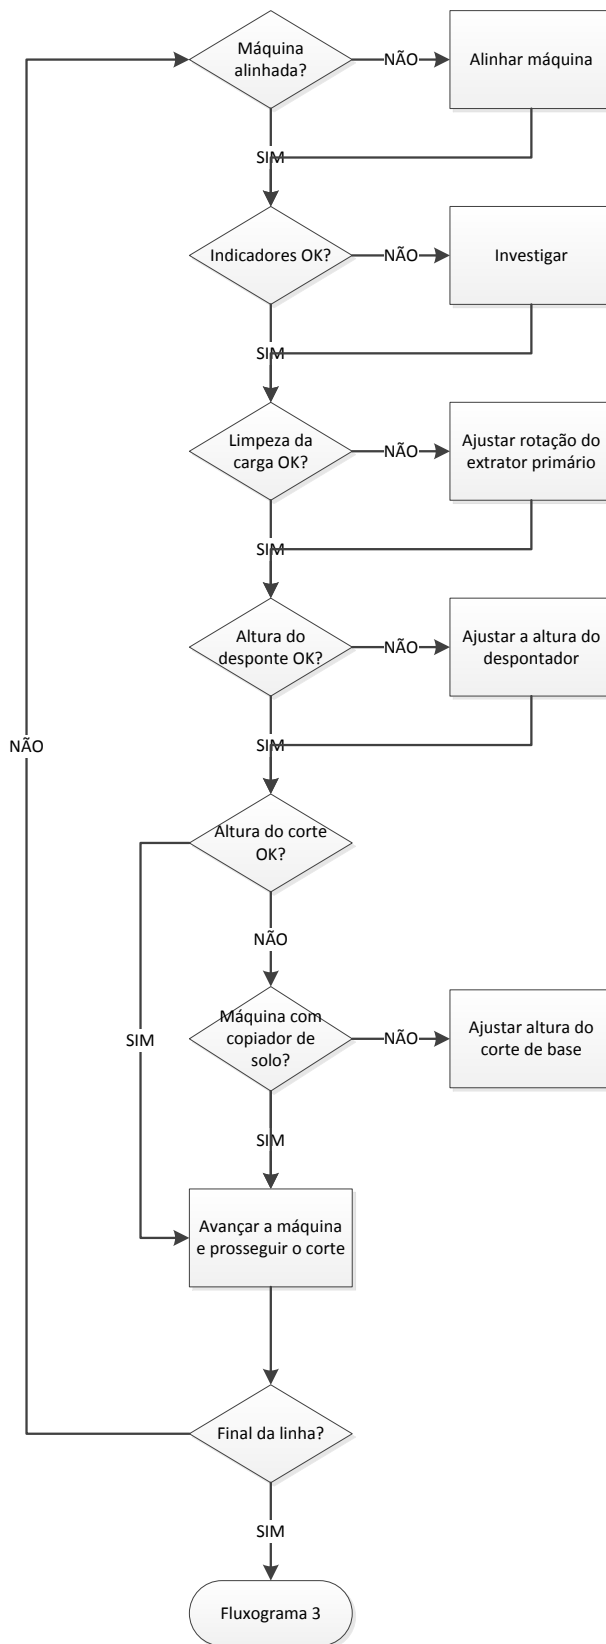 Máquina
alinhada?
NÃO
Alinhar máquina
SIM
Indicadores OK?
NÃO
Investigar
SIM
Limpeza da
carga OK?
NÃO
Ajustar rotação do
extrator primário
SIM
Altura do
desponte OK?
NÃO
Ajustar a altura do
despontador
NÃO
SIM
Altura do corte
OK?
NÃO
Máquina com
copiador de
solo?
NÃO
Ajustar altura do
corte de base
SIM
SIM
Avançar a máquina
e prosseguir o corte
Final da linha?
SIM
Fluxograma 3